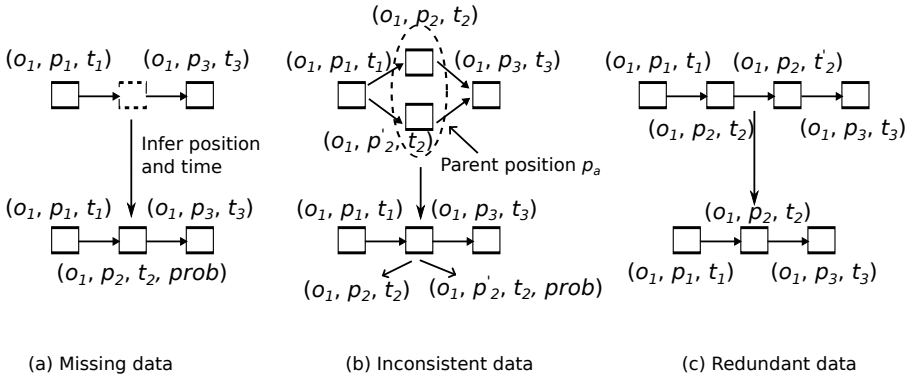 (o₁, p₁, t₁)
(o₁, p₃, t₃)
Infer position
and time
(o₁, p₁, t₁)
(o₁, p₃, t₃)
(o₁, p₂, t₂, prob)
(a) Missing data
(o₁, p₂, t₂)
(o₁, p₁, t₁)
(o₁, p₃, t₃)
(o₁, p'₂, t₂)
Parent position pₐ
(o₁, p₁, t₁)
(o₁, p₃, t₃)
(o₁, p₂, t₂)
(o₁, p'₂, t₂, prob)
(b) Inconsistent data
(o₁, p₁, t₁)
(o₁, p₂, t'₂)
(o₁, p₂, t₂)
(o₁, p₃, t₃)
(o₁, p₂, t₂)
(o₁, p₁, t₁)
(o₁, p₃, t₃)
(c) Redundant data